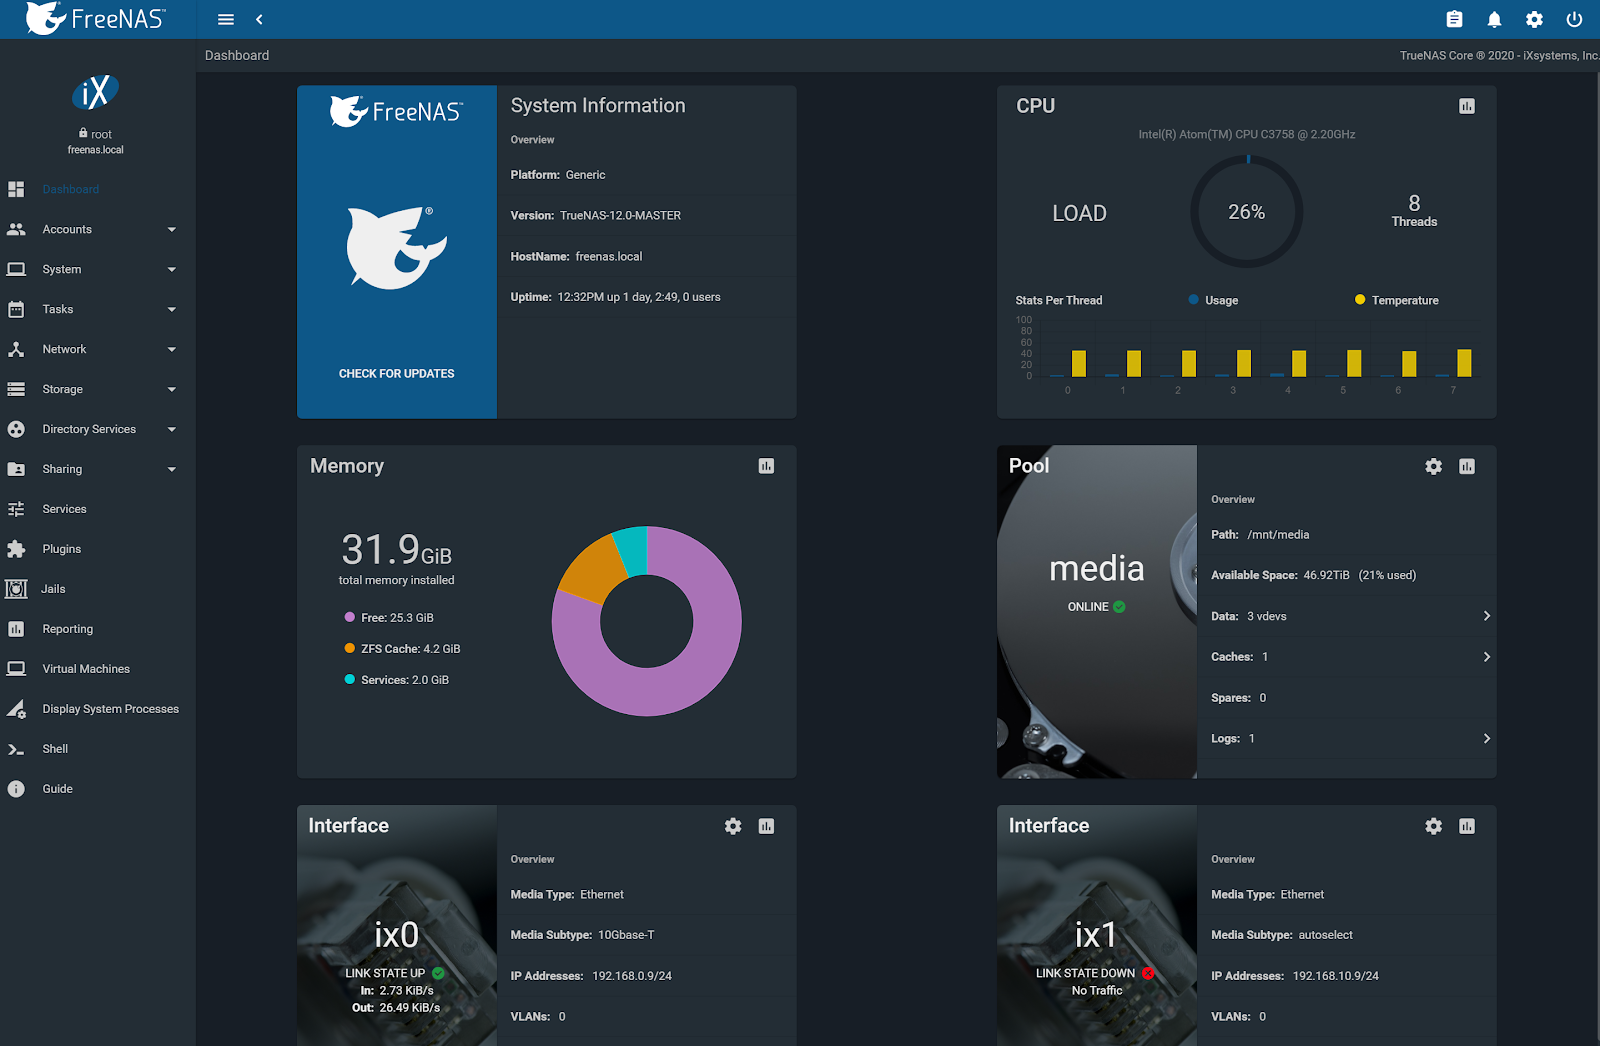 FreeNAS™
Dashboard
TrueNAS Core ® 2020 - iXsystems, Inc.
iX
root
freenas.local
Dashboard
Accounts
System
Tasks
Network
Storage
Directory Services
Sharing
Services
Plugins
Jails
Reporting
Virtual Machines
Display System Processes
Shell
Guide
FreeNAS™
®
CHECK FOR UPDATES
System Information
Overview
Platform: Generic
Version: TrueNAS-12.0-MASTER
HostName: freenas.local
Uptime: 12:32PM up 1 day, 2:49, 0 users
CPU
Intel(R) Atom(TM) CPU C3758 @ 2.20GHz
LOAD
26%
8
Threads
Stats Per Thread
Usage
Temperature
100
80
60
40
20
0
0 1 2 3 4 5 6 7
Memory
31.9GiB
total memory installed
Free: 25.3 GiB
ZFS Cache: 4.2 GiB
Services: 2.0 GiB
Pool
media
ONLINE
Overview
Path: /mnt/media
Available Space: 46.92TiB (21% used)
Data: 3 vdevs
Caches: 1
Spares: 0
Logs: 1
Interface
ix0
LINK STATE UP
In: 2.73 KiB/s
Out: 26.49 KiB/s
Overview
Media Type: Ethernet
Media Subtype: 10Gbase-T
IP Addresses: 192.168.0.9/24
VLANs: 0
Interface
ix1
LINK STATE DOWN
No Traffic
Overview
Media Type: Ethernet
Media Subtype: autoselect
IP Addresses: 192.168.10.9/24
VLANs: 0